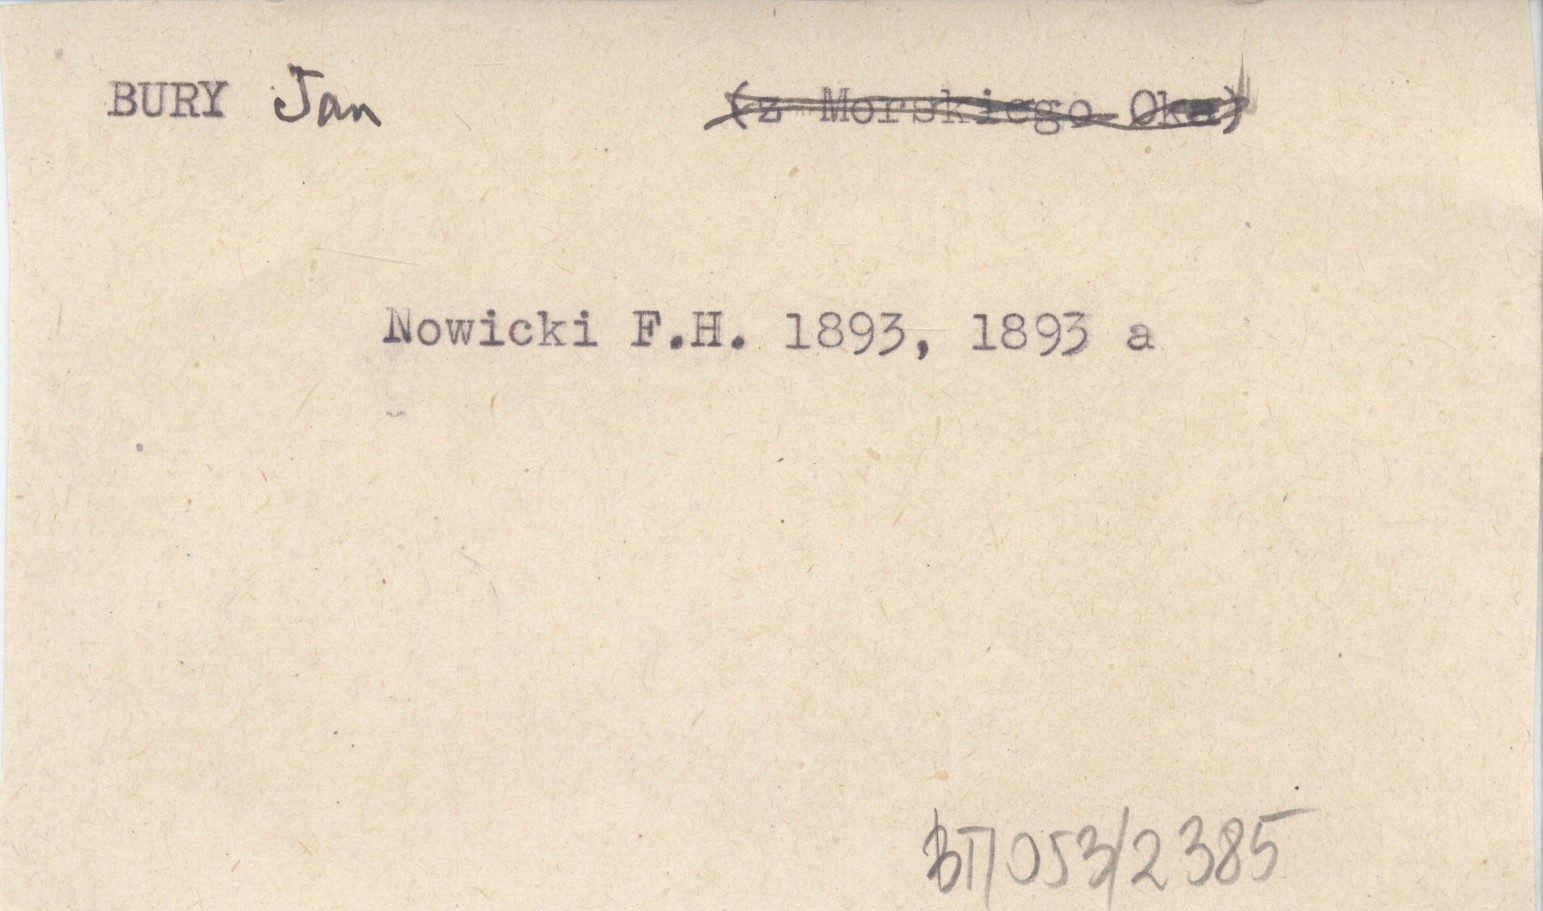 BURY Jan (z Morskiego Oka)
Nowicki F.H. 1893, 1893 a
BT/053/2385